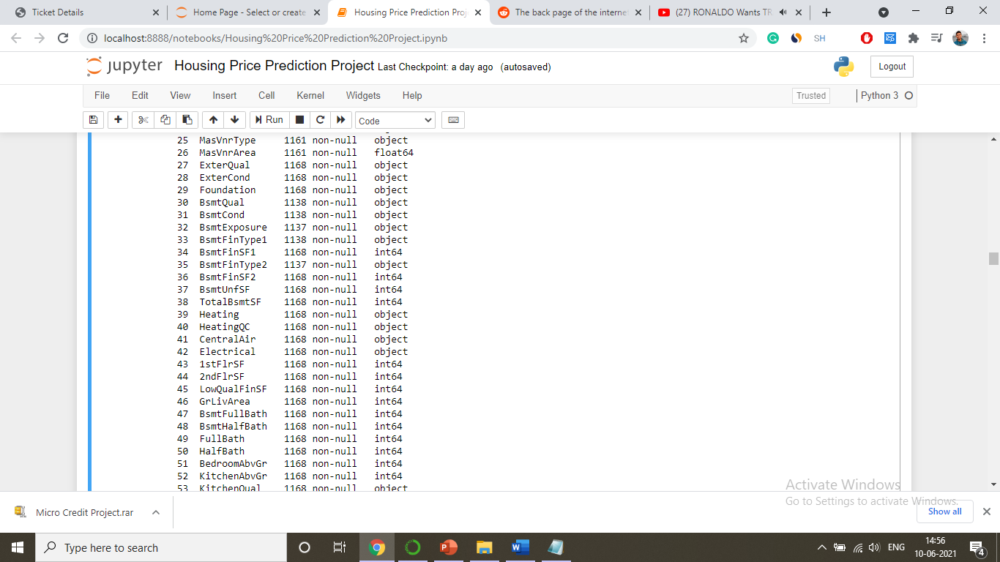 Ticket Details
Home Page - Select or create
Housing Price Prediction Proj
The back page of the internet
(27) RONALDO Wants TR
localhost:8888/notebooks/Housing%20Price%20Prediction%20Project.ipynb
SH
jupyter Housing Price Prediction Project Last Checkpoint: a day ago (autosaved)
Logout
File Edit View Insert Cell Kernel Widgets Help
Trusted
Python 3
Run
Code
25 MasVnrType 1161 non-null object
26 MasVnrArea 1161 non-null float64
27 ExterQual 1168 non-null object
28 ExterCond 1168 non-null object
29 Foundation 1168 non-null object
30 BsmtQual 1138 non-null object
31 BsmtCond 1138 non-null object
32 BsmtExposure 1137 non-null object
33 BsmtFinType1 1138 non-null object
34 BsmtFinSF1 1168 non-null int64
35 BsmtFinType2 1137 non-null object
36 BsmtFinSF2 1168 non-null int64
37 BsmtUnfSF 1168 non-null int64
38 TotalBsmtSF 1168 non-null int64
39 Heating 1168 non-null object
40 HeatingQC 1168 non-null object
41 CentralAir 1168 non-null object
42 Electrical 1168 non-null object
43 1stFlrSF 1168 non-null int64
44 2ndFlrSF 1168 non-null int64
45 LowQualFinSF 1168 non-null int64
46 GrLivArea 1168 non-null int64
47 BsmtFullBath 1168 non-null int64
48 BsmtHalfBath 1168 non-null int64
49 FullBath 1168 non-null int64
50 HalfBath 1168 non-null int64
51 BedroomAbvGr 1168 non-null int64
52 KitchenAbvGr 1168 non-null int64
53 KitchenQual 1168 non-null object
Activate Windows
Go to Settings to activate Windows.
Micro Credit Project.rar
Show all
Type here to search
ENG
14:56
10-06-2021
4